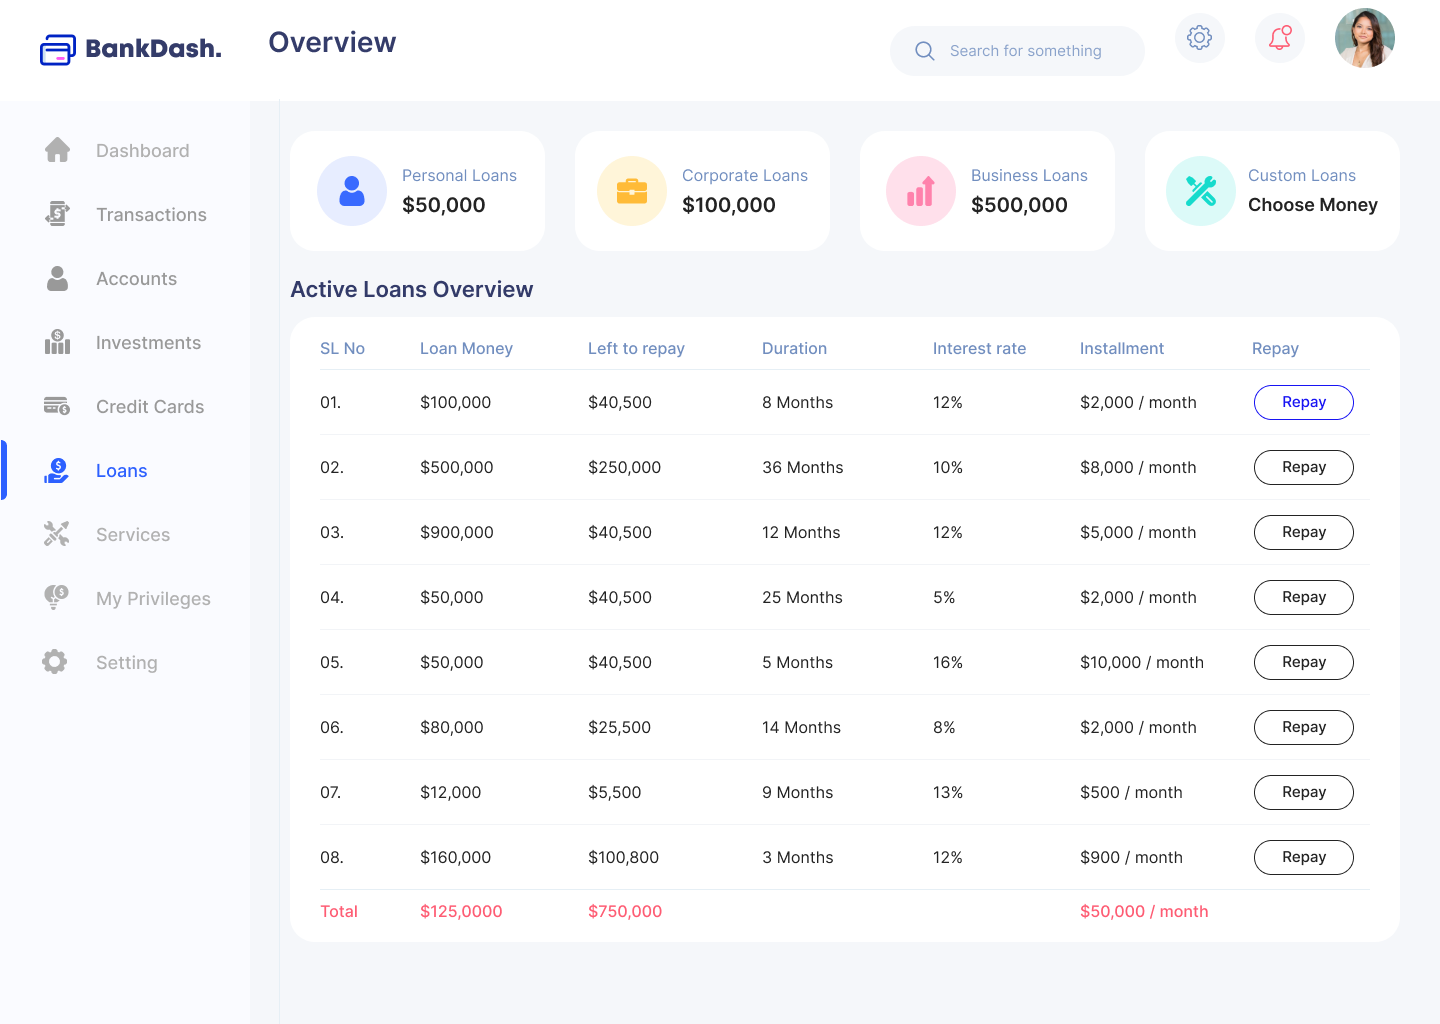 BankDash.
Overview
Search for something
Dashboard
Transactions
Accounts
Investments
Credit Cards
Loans
Services
My Privileges
Setting
Personal Loans
$50,000
Corporate Loans
$100,000
Business Loans
$500,000
Custom Loans
Choose Money
Active Loans Overview
SL No Loan Money Left to repay Duration Interest rate Installment Repay
01. $100,000 $40,500 8 Months 12% $2,000 / month Repay
02. $500,000 $250,000 36 Months 10% $8,000 / month Repay
03. $900,000 $40,500 12 Months 12% $5,000 / month Repay
04. $50,000 $40,500 25 Months 5% $2,000 / month Repay
05. $50,000 $40,500 5 Months 16% $10,000 / month Repay
06. $80,000 $25,500 14 Months 8% $2,000 / month Repay
07. $12,000 $5,500 9 Months 13% $500 / month Repay
08. $160,000 $100,800 3 Months 12% $900 / month Repay
Total $125,0000 $750,000 $50,000 / month